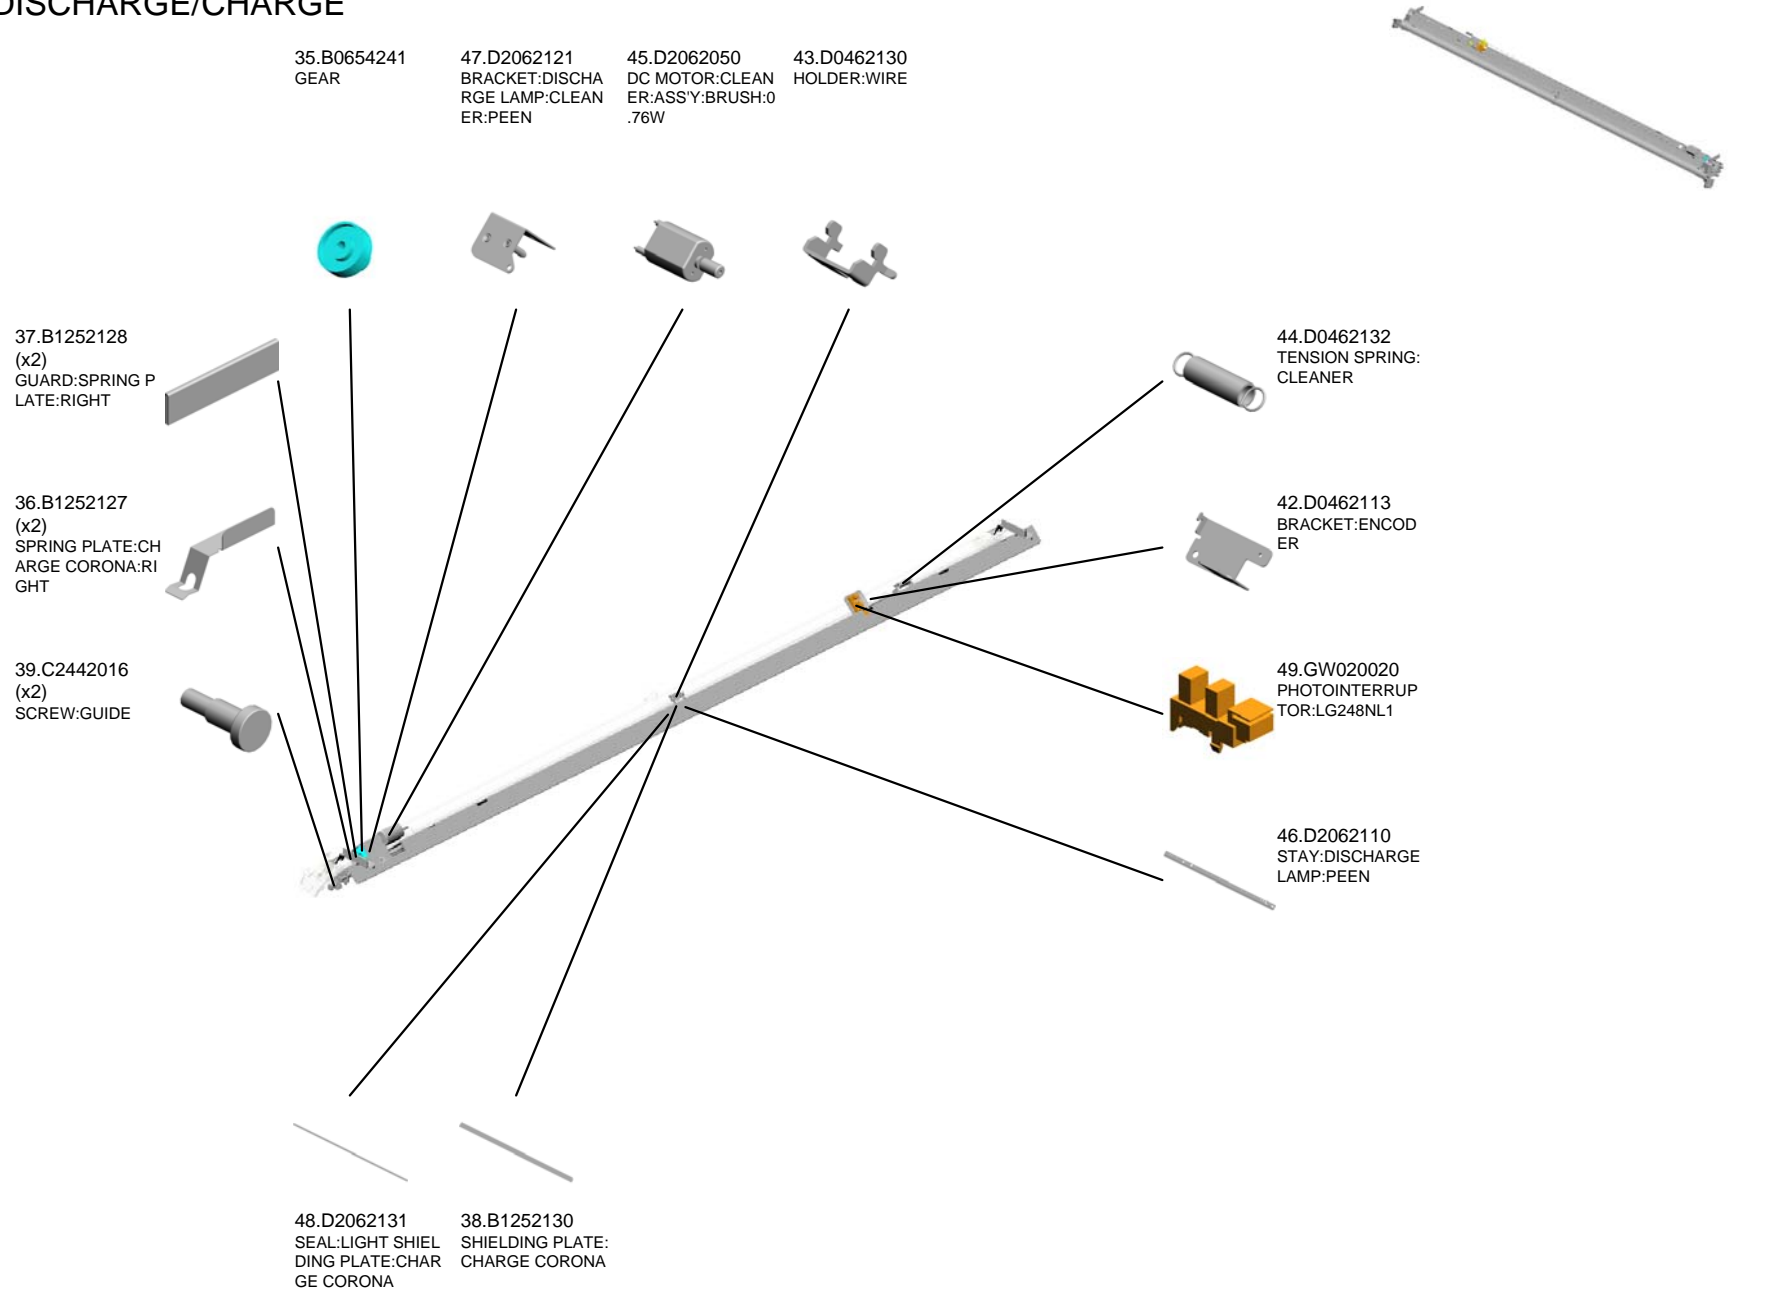 DISCHARGE/CHARGE
35.B0654241
GEAR
47.D2062121
BRACKET:DISCHA
RGE LAMP:CLEAN
ER:PEEN
45.D2062050
DC MOTOR:CLEAN
ER:ASS'Y:BRUSH:0
.76W
43.D0462130
HOLDER:WIRE
37.B1252128
(x2)
GUARD:SPRING P
LATE:RIGHT
44.D0462132
TENSION SPRING:
CLEANER
36.B1252127
(x2)
SPRING PLATE:CH
ARGE CORONA:RI
GHT
42.D0462113
BRACKET:ENCOD
ER
39.C2442016
(x2)
SCREW:GUIDE
49.GW020020
PHOTOINTERRUP
TOR:LG248NL1
46.D2062110
STAY:DISCHARGE
LAMP:PEEN
48.D2062131
SEAL:LIGHT SHIEL
DING PLATE:CHAR
GE CORONA
38.B1252130
SHIELDING PLATE:
CHARGE CORONA